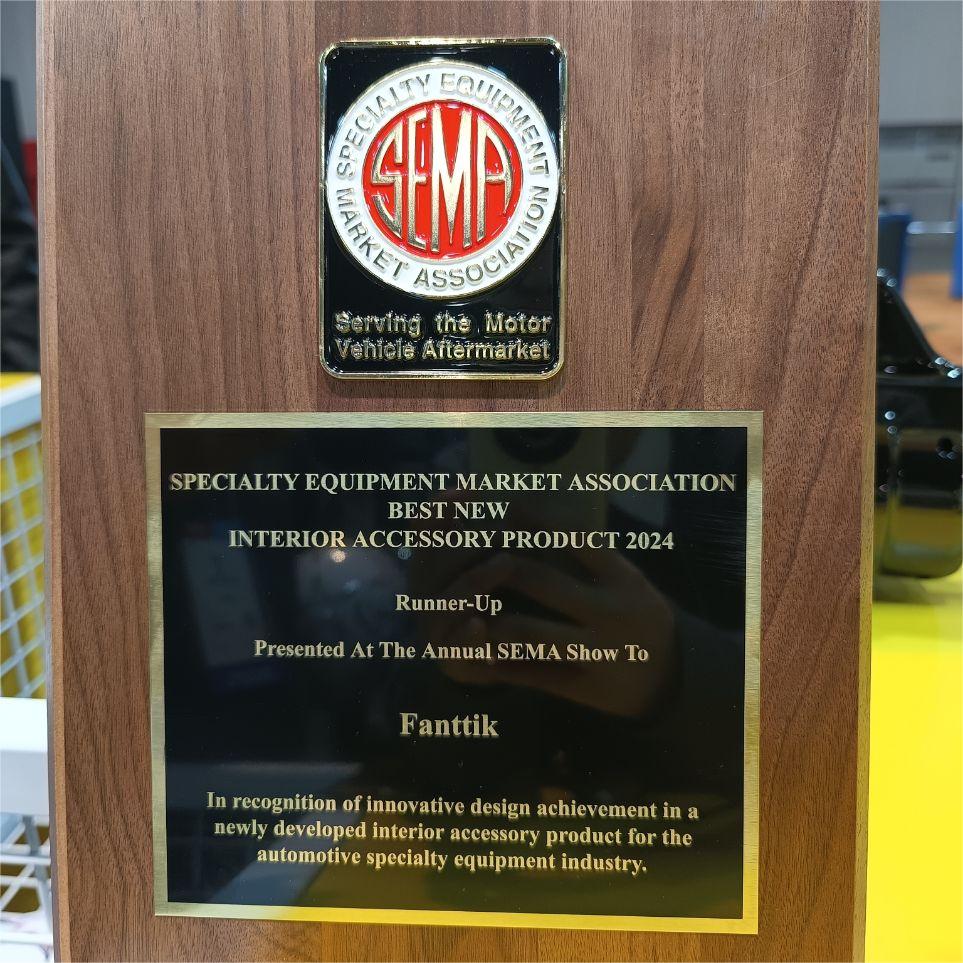 SPECIALTY EQUIPMENT
SEMA
MARKET ASSOCIATION
Serving the Motor
Vehicle Aftermarket
SPECIALTY EQUIPMENT MARKET ASSOCIATION
BEST NEW
INTERIOR ACCESSORY PRODUCT 2024
Runner-Up
Presented At The Annual SEMA Show To
Fanttik
In recognition of innovative design achievement in a
newly developed interior accessory product for the
automotive specialty equipment industry.